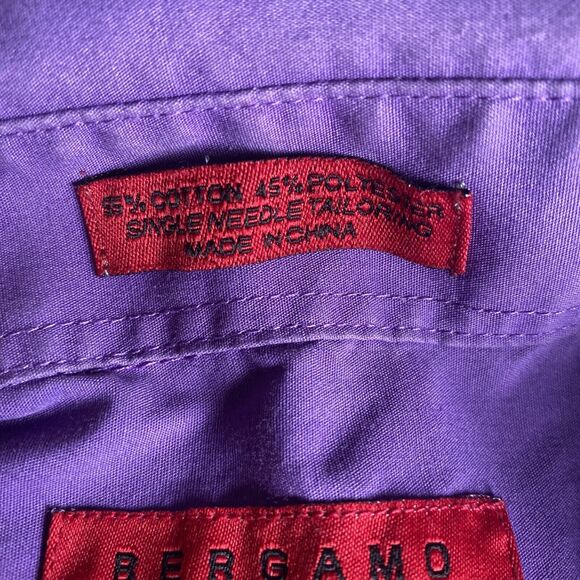 55% COTTON 45% POLYESTER
SINGLE NEEDLE TAILORING
MADE IN CHINA
BERGAMO